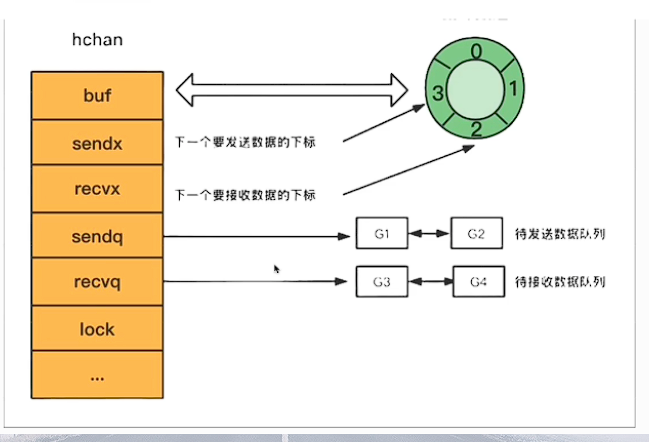 hchan
buf
sendx
recvx
sendq
recvq
lock
...
0
1
2
3
下一个要发送数据的下标
下一个要接收数据的下标
G1
G2
待发送数据队列
G3
G4
待接收数据队列